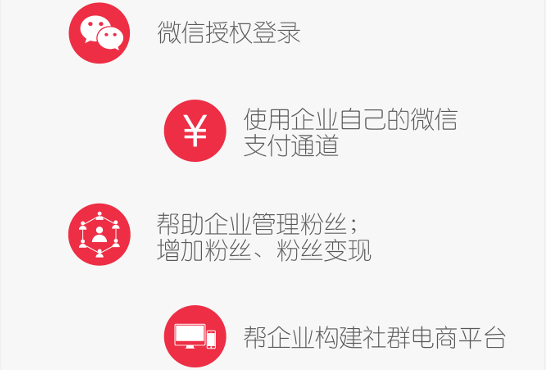 微信授权登录
¥
使用企业自己的微信
支付通道
帮助企业管理粉丝；
增加粉丝、粉丝变现
帮企业构建社群电商平台